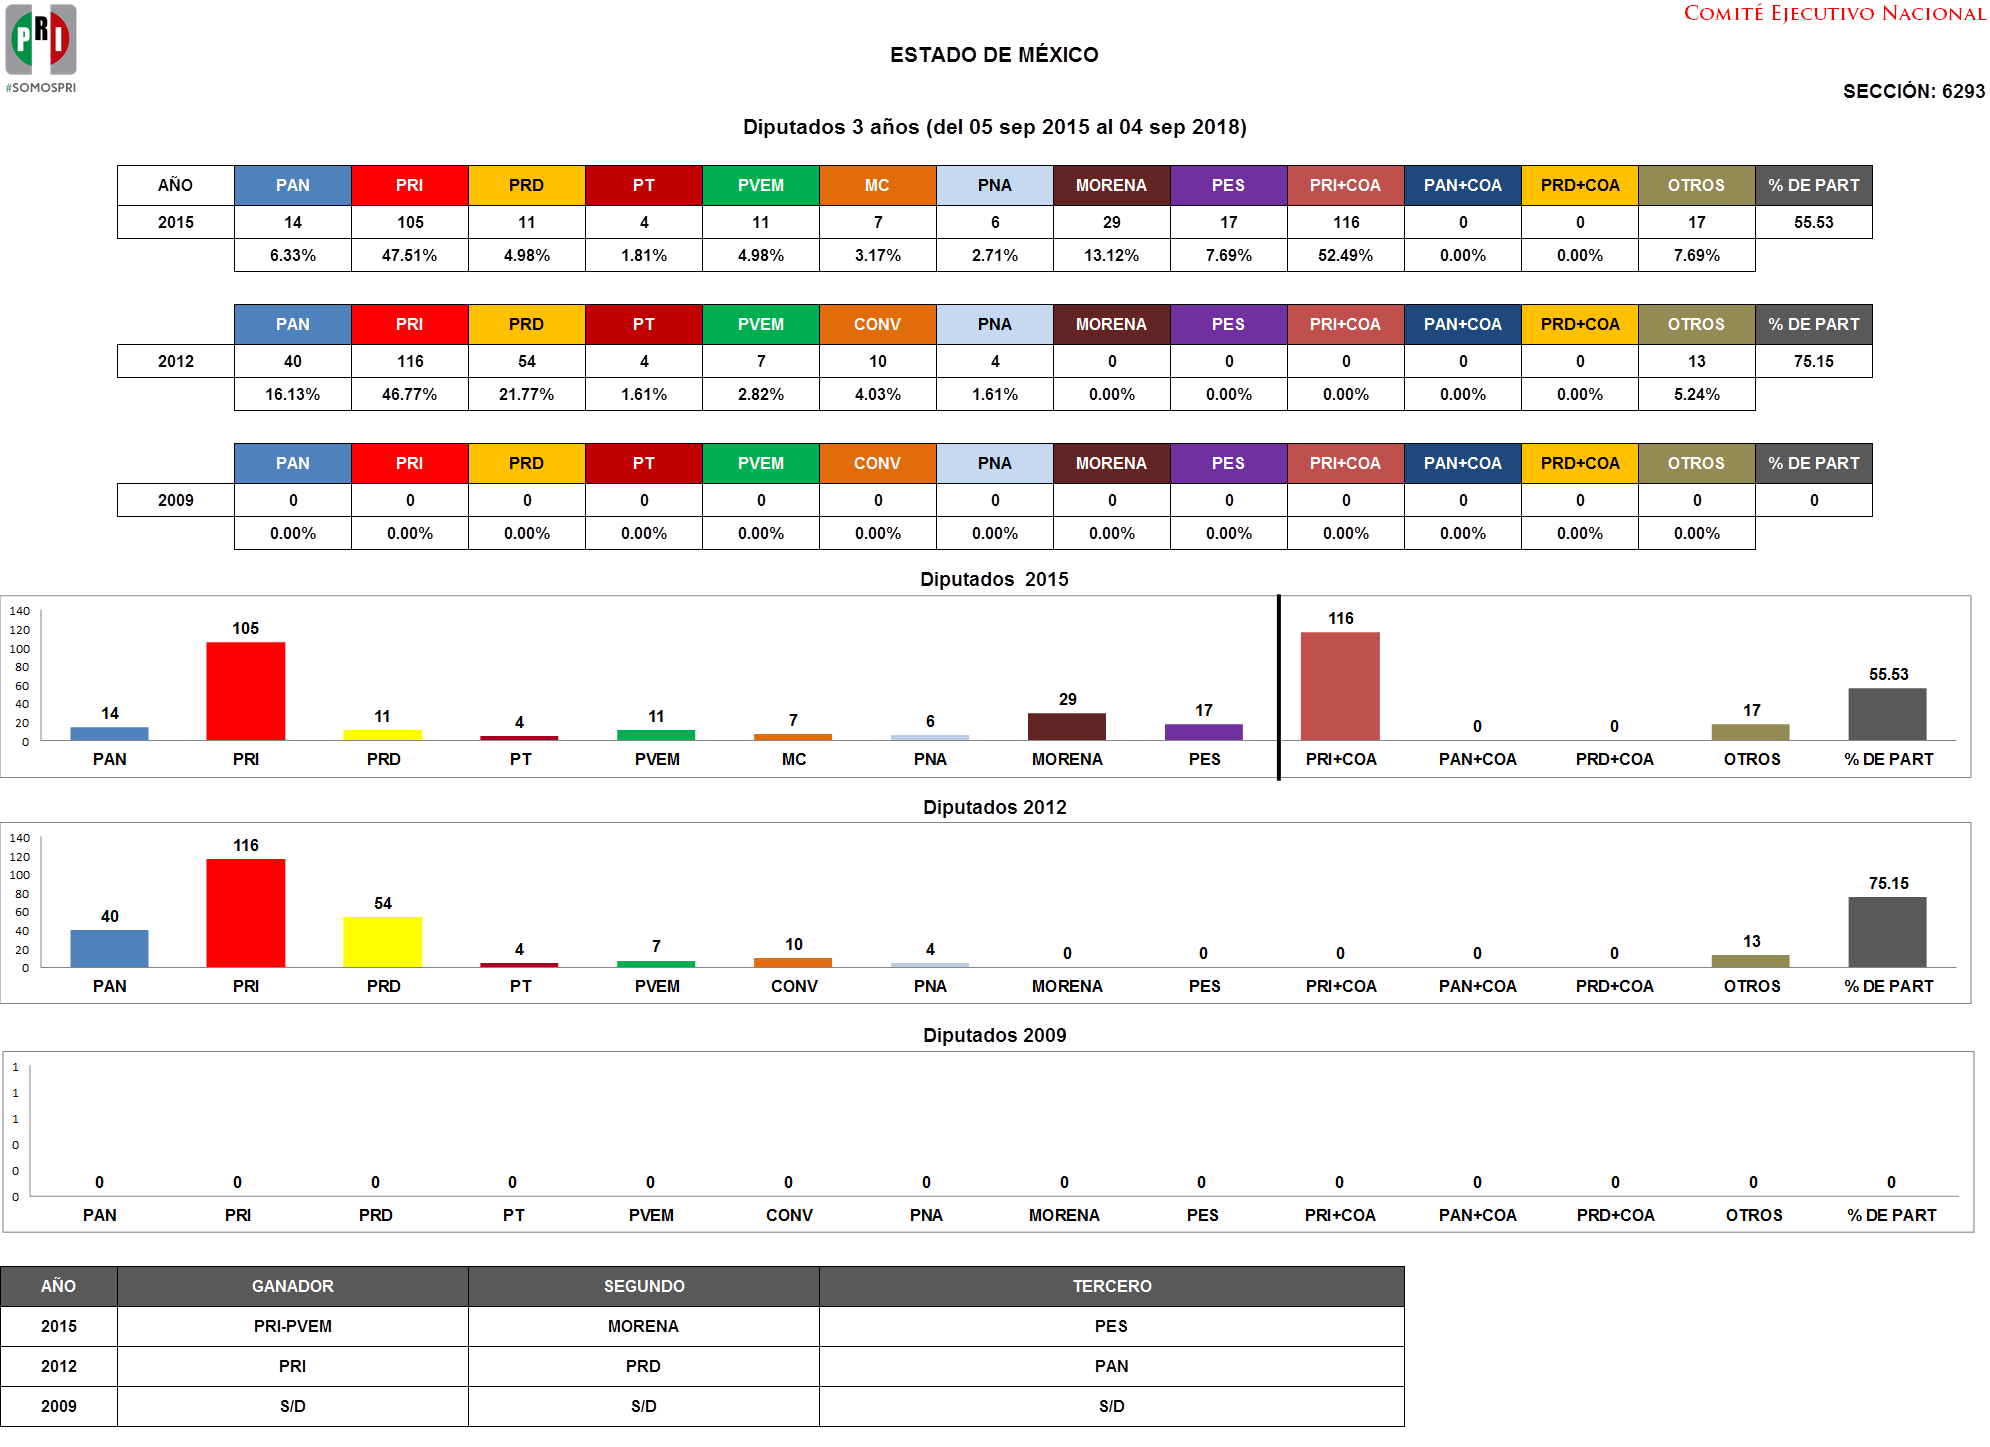 PRI
#SOMOSPRI
COMITÉ EJECUTIVO NACIONAL
ESTADO DE MÉXICO
SECCIÓN: 6293
Diputados 3 años (del 05 sep 2015 al 04 sep 2018)
AÑO PAN PRI PRD PT PVEM MC PNA MORENA PES PRI+COA PAN+COA PRD+COA OTROS % DE PART
2015 14 105 11 4 11 7 6 29 17 116 0 0 17 55.53
6.33% 47.51% 4.98% 1.81% 4.98% 3.17% 2.71% 13.12% 7.69% 52.49% 0.00% 0.00% 7.69%
PAN PRI PRD PT PVEM CONV PNA MORENA PES PRI+COA PAN+COA PRD+COA OTROS % DE PART
2012 40 116 54 4 7 10 4 0 0 0 0 0 13 75.15
16.13% 46.77% 21.77% 1.61% 2.82% 4.03% 1.61% 0.00% 0.00% 0.00% 0.00% 0.00% 5.24%
PAN PRI PRD PT PVEM CONV PNA MORENA PES PRI+COA PAN+COA PRD+COA OTROS % DE PART
2009 0 0 0 0 0 0 0 0 0 0 0 0 0 0
0.00% 0.00% 0.00% 0.00% 0.00% 0.00% 0.00% 0.00% 0.00% 0.00% 0.00% 0.00% 0.00%
Diputados 2015
140
120
100
80
60
40
20
0
14 105 11 4 11 7 6 29 17 116 0 0 17 55.53
PAN PRI PRD PT PVEM MC PNA MORENA PES PRI+COA PAN+COA PRD+COA OTROS % DE PART
Diputados 2012
140
120
100
80
60
40
20
0
40 116 54 4 7 10 4 0 0 0 0 0 13 75.15
PAN PRI PRD PT PVEM CONV PNA MORENA PES PRI+COA PAN+COA PRD+COA OTROS % DE PART
Diputados 2009
1
1
1
0
0
0
0 0 0 0 0 0 0 0 0 0 0 0 0 0
PAN PRI PRD PT PVEM CONV PNA MORENA PES PRI+COA PAN+COA PRD+COA OTROS % DE PART
AÑO GANADOR SEGUNDO TERCERO
2015 PRI-PVEM MORENA PES
2012 PRI PRD PAN
2009 S/D S/D S/D